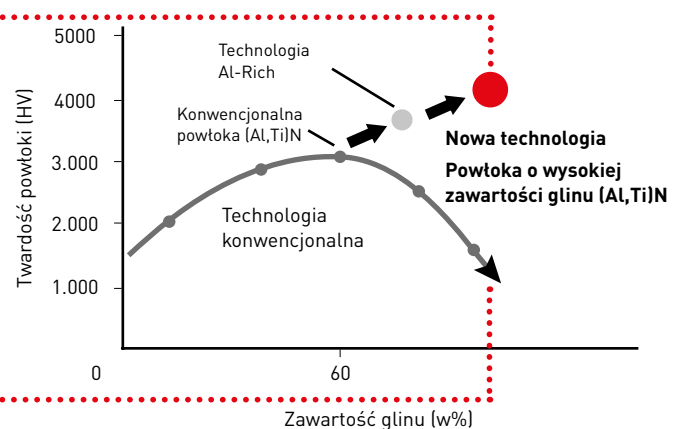 5000
4000
3.000
2.000
1.000
0
60
Twardość powłoki (HV)
Zawartość glinu (w%)
Technologia
Al-Rich
Konwencjonalna
powłoka (Al,Ti)N
Technologia
konwencjonalna
Nowa technologia
Powłoka o wysokiej
zawartości glinu (Al,Ti)N